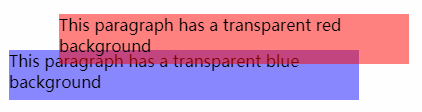 This paragraph has a transparent red
background
This paragraph has a transparent blue
background